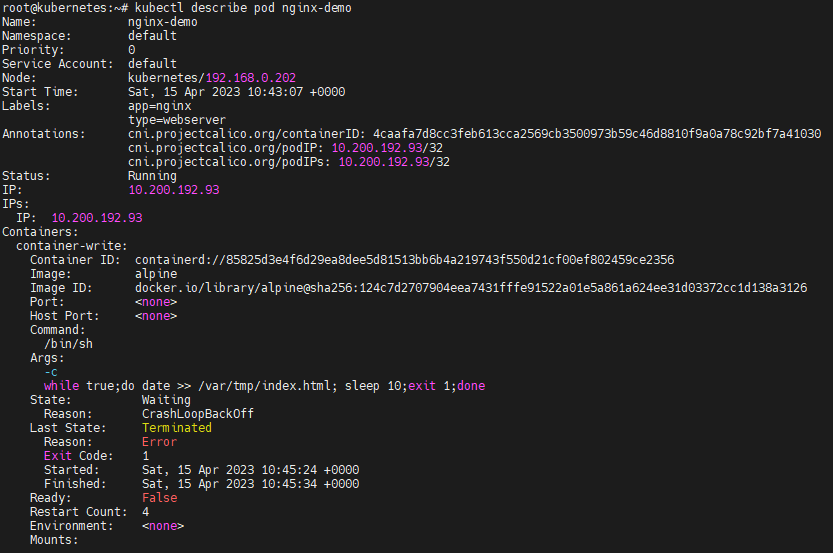 root@kubernetes:~# kubectl describe pod nginx-demo
Name:             nginx-demo
Namespace:        default
Priority:         0
Service Account:  default
Node:             kubernetes/192.168.0.202
Start Time:       Sat, 15 Apr 2023 10:43:07 +0000
Labels:           app=nginx
                  type=webserver
Annotations:      cni.projectcalico.org/containerID: 4caafa7d8cc3feb613cca2569cb3500973b59c46d8810f9a0a78c92bf7a41030
                  cni.projectcalico.org/podIP: 10.200.192.93/32
                  cni.projectcalico.org/podIPs: 10.200.192.93/32
Status:           Running
IP:               10.200.192.93
IPs:
  IP:  10.200.192.93
Containers:
  container-write:
    Container ID:  containerd://85825d3e4f6d29ea8dee5d81513bb6b4a219743f550d21cf00ef802459ce2356
    Image:         alpine
    Image ID:      docker.io/library/alpine@sha256:124c7d2707904eea7431fffe91522a01e5a861a624ee31d03372cc1d138a3126
    Port:          <none>
    Host Port:     <none>
    Command:
      /bin/sh
    Args:
      -c
      while true;do date >> /var/tmp/index.html; sleep 10;exit 1;done
    State:          Waiting
      Reason:       CrashLoopBackOff
    Last State:     Terminated
      Reason:       Error
      Exit Code:    1
      Started:      Sat, 15 Apr 2023 10:45:24 +0000
      Finished:     Sat, 15 Apr 2023 10:45:34 +0000
    Ready:          False
    Restart Count:  4
    Environment:    <none>
    Mounts: